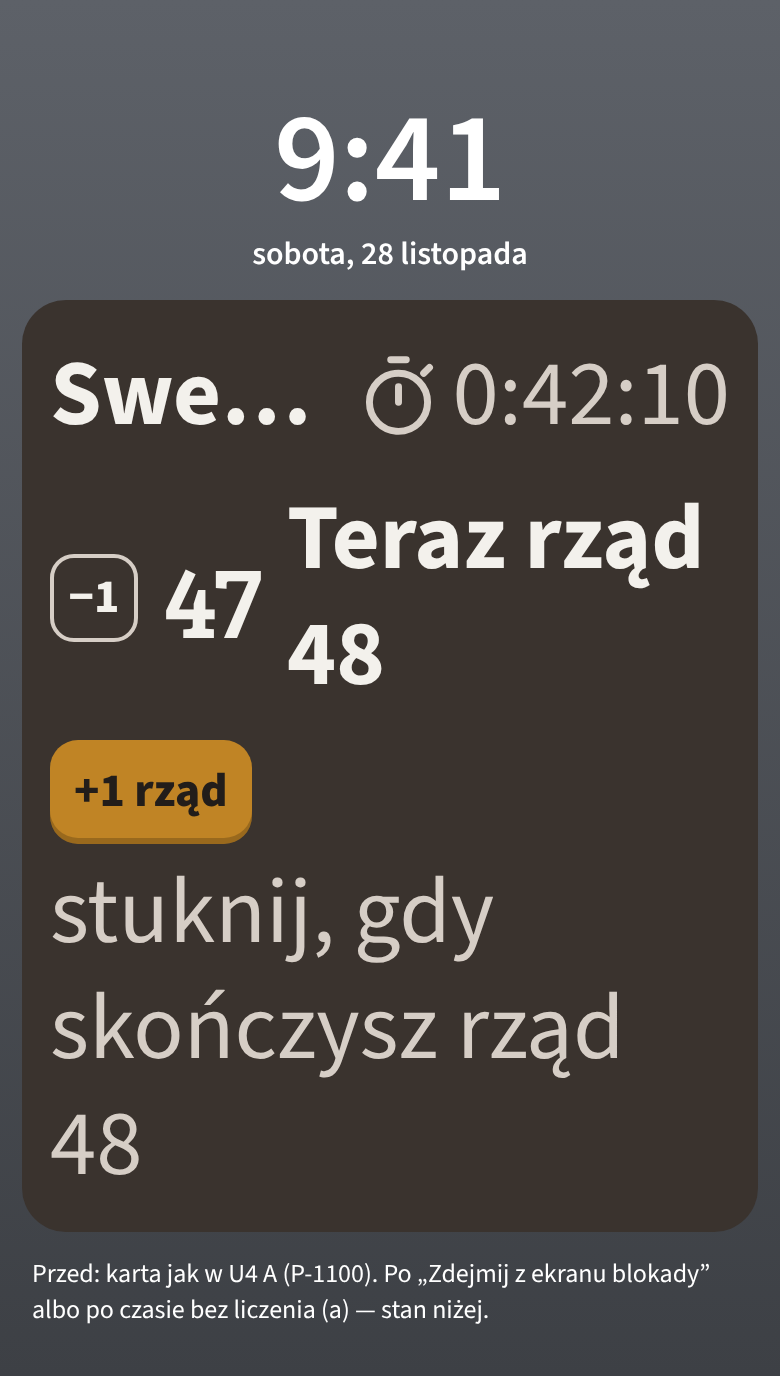 9:41
sobota, 28 listopada
Swe... 0:42:10
−1 47 Teraz rząd
48
+1 rząd
stuknij, gdy
skończysz rząd
48
Przed: karta jak w U4 A (P-1100). Po „Zdejmij z ekranu blokady”
albo po czasie bez liczenia (a) — stan niżej.